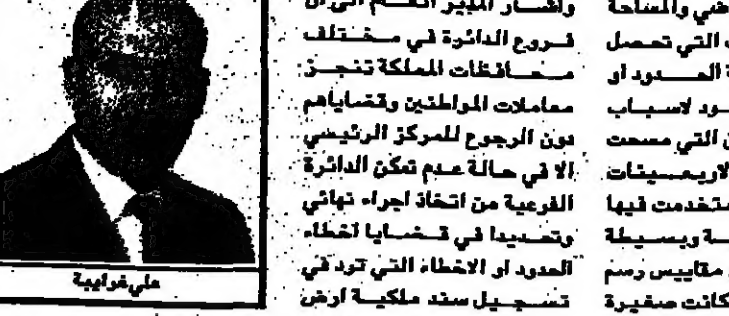 واشار المدير العام الى ان
فروع الدائرة في مختلف
محافظات المملكة تنجز
معاملات المواطنين وقضاياهم
دون الرجوع للمركز الرئيسي
الا في حالة عدم تمكن الدائرة
الفرعية من اتخاذ اجراء نهائي
وتحديدا في قضايا اخطاء
الحدود او الاخطاء التي ترد في
تسجيل سند ملكية ارض
والمساحة
التي تحصل
الحدود او
لاسباب
التي مسحت
الاربعينات
استخدمت فيها
وبسيطة
مقاييس رسم
كانت صغيرة
علي غرايبة